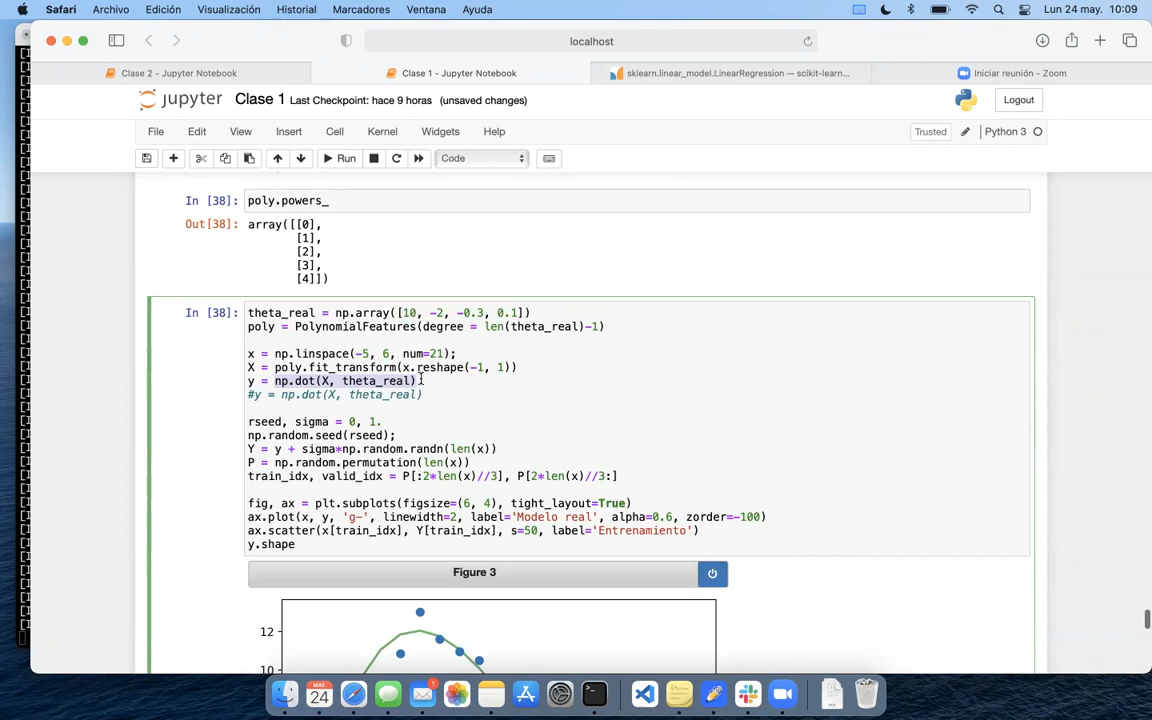 Safari Archivo Edición Visualización Historial Marcadores Ventana Ayuda Lun 24 may. 10:09
localhost
Clase 2 - Jupyter Notebook Clase 1 - Jupyter Notebook sklearn.linear_model.LinearRegression — scikit-learn... Iniciar reunión - Zoom
jupyter Clase 1 Last Checkpoint: hace 9 horas (unsaved changes) Logout
File Edit View Insert Cell Kernel Widgets Help Trusted Python 3
Run Code
In [38]: poly.powers_
Out[38]: array([[0],
[1],
[2],
[3],
[4]])
In [38]: theta_real = np.array([10, -2, -0.3, 0.1])
poly = PolynomialFeatures(degree = len(theta_real)-1)
x = np.linspace(-5, 6, num=21);
X = poly.fit_transform(x.reshape(-1, 1))
y = np.dot(X, theta_real)
#y = np.dot(X, theta_real)
rseed, sigma = 0, 1.
np.random.seed(rseed);
Y = y + sigma*np.random.randn(len(x))
P = np.random.permutation(len(x))
train_idx, valid_idx = P[:2*len(x)//3], P[2*len(x)//3:]
fig, ax = plt.subplots(figsize=(6, 4), tight_layout=True)
ax.plot(x, y, 'g-', linewidth=2, label='Modelo real', alpha=0.6, zorder=-100)
ax.scatter(x[train_idx], Y[train_idx], s=50, label='Entrenamiento')
y.shape
Figure 3
12
10